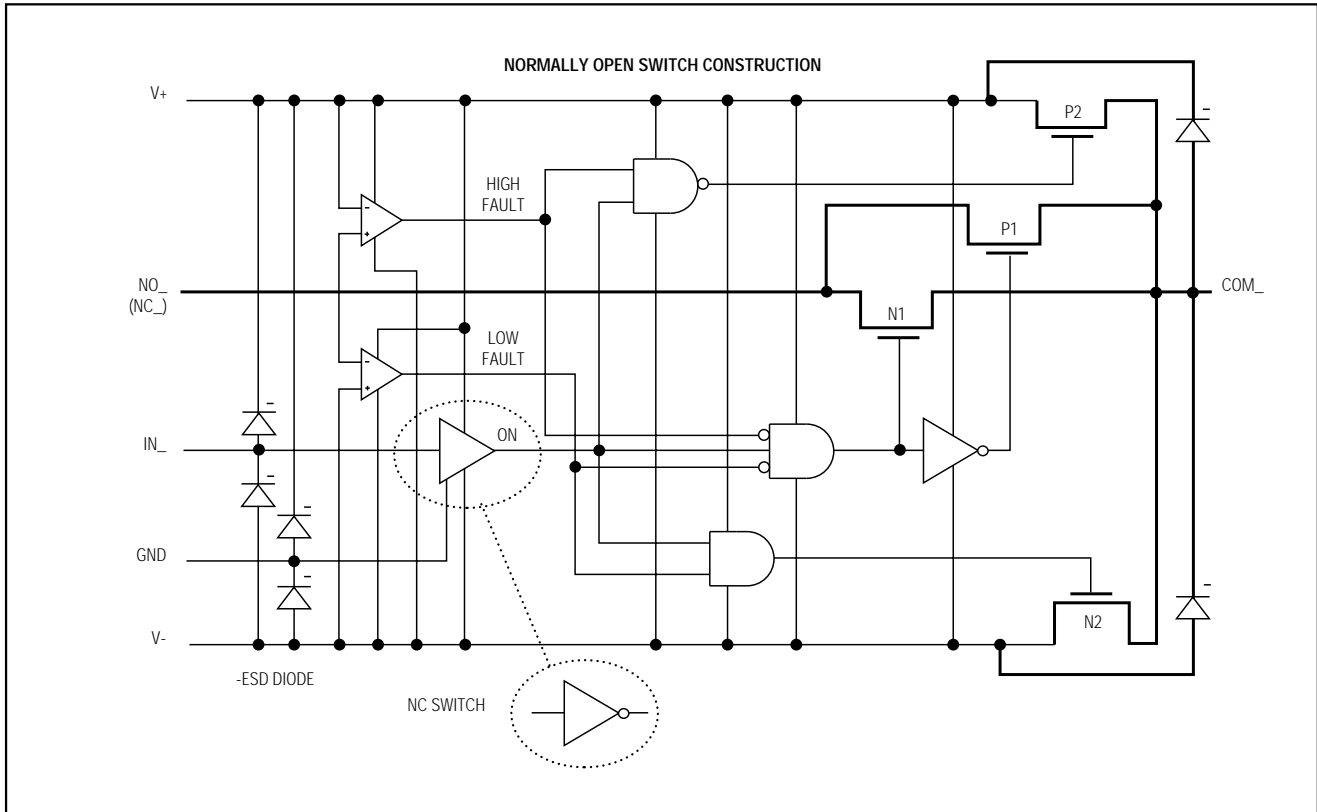 NORMALLY OPEN SWITCH CONSTRUCTION
V+
P2
-
HIGH
FAULT
-
+
P1
NO_
(NC_)
COM_
N1
LOW
FAULT
-
+
-
ON
IN_
-
-
GND
-
-
N2
V-
-ESD DIODE
NC SWITCH